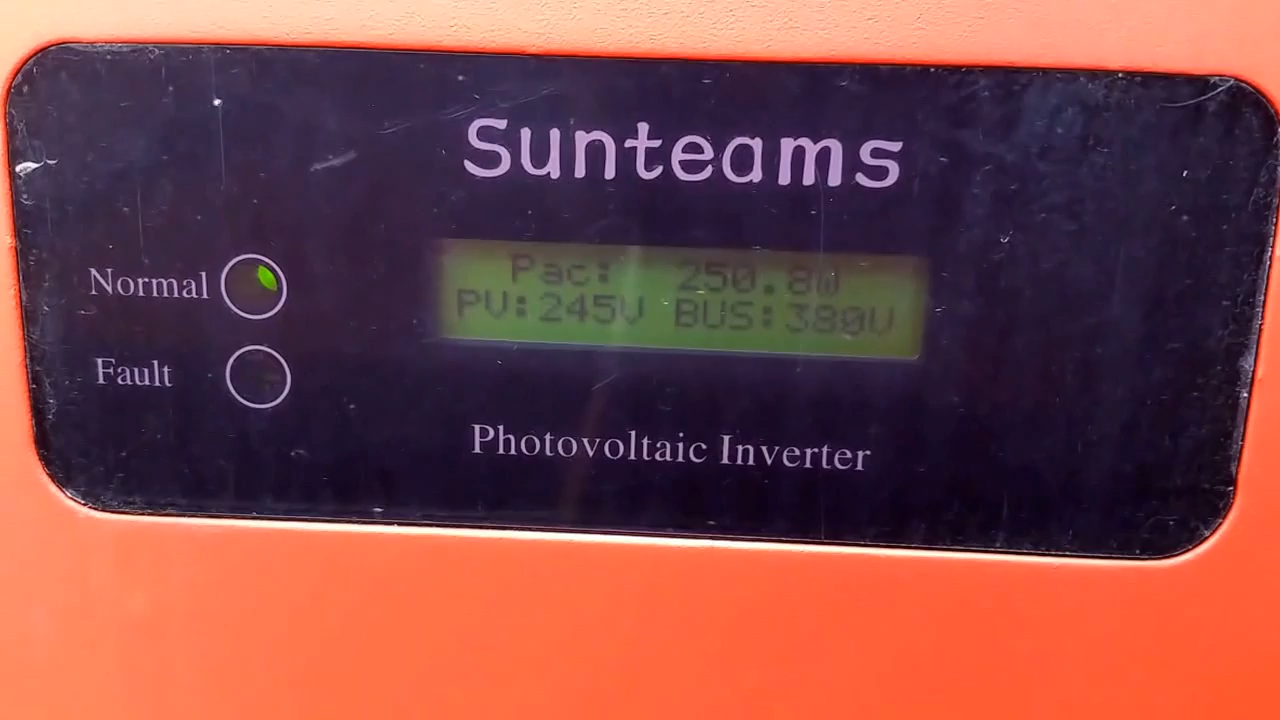 Sunteams
Normal
Pac: 250.8W
PV:245V BUS:380V
Fault
Photovoltaic Inverter